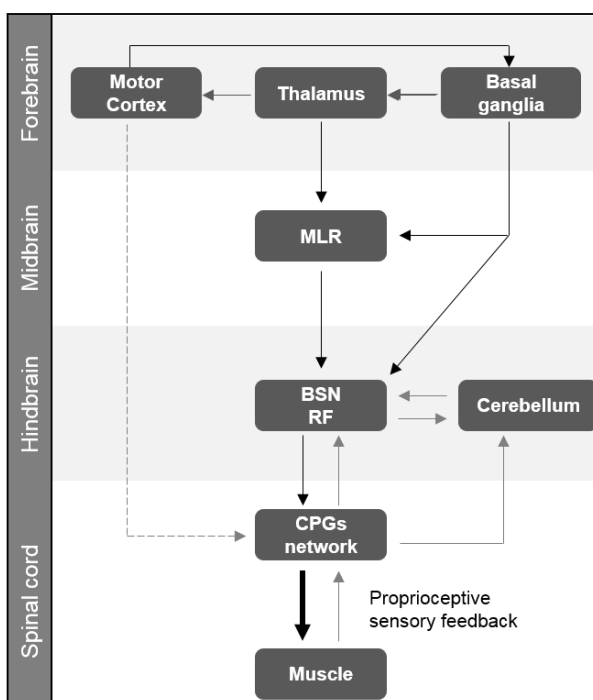 Forebrain
Motor
Cortex
Thalamus
Basal
ganglia
Midbrain
MLR
Hindbrain
BSN
RF
Cerebellum
Spinal cord
CPGs
network
Proprioceptive
sensory feedback
Muscle